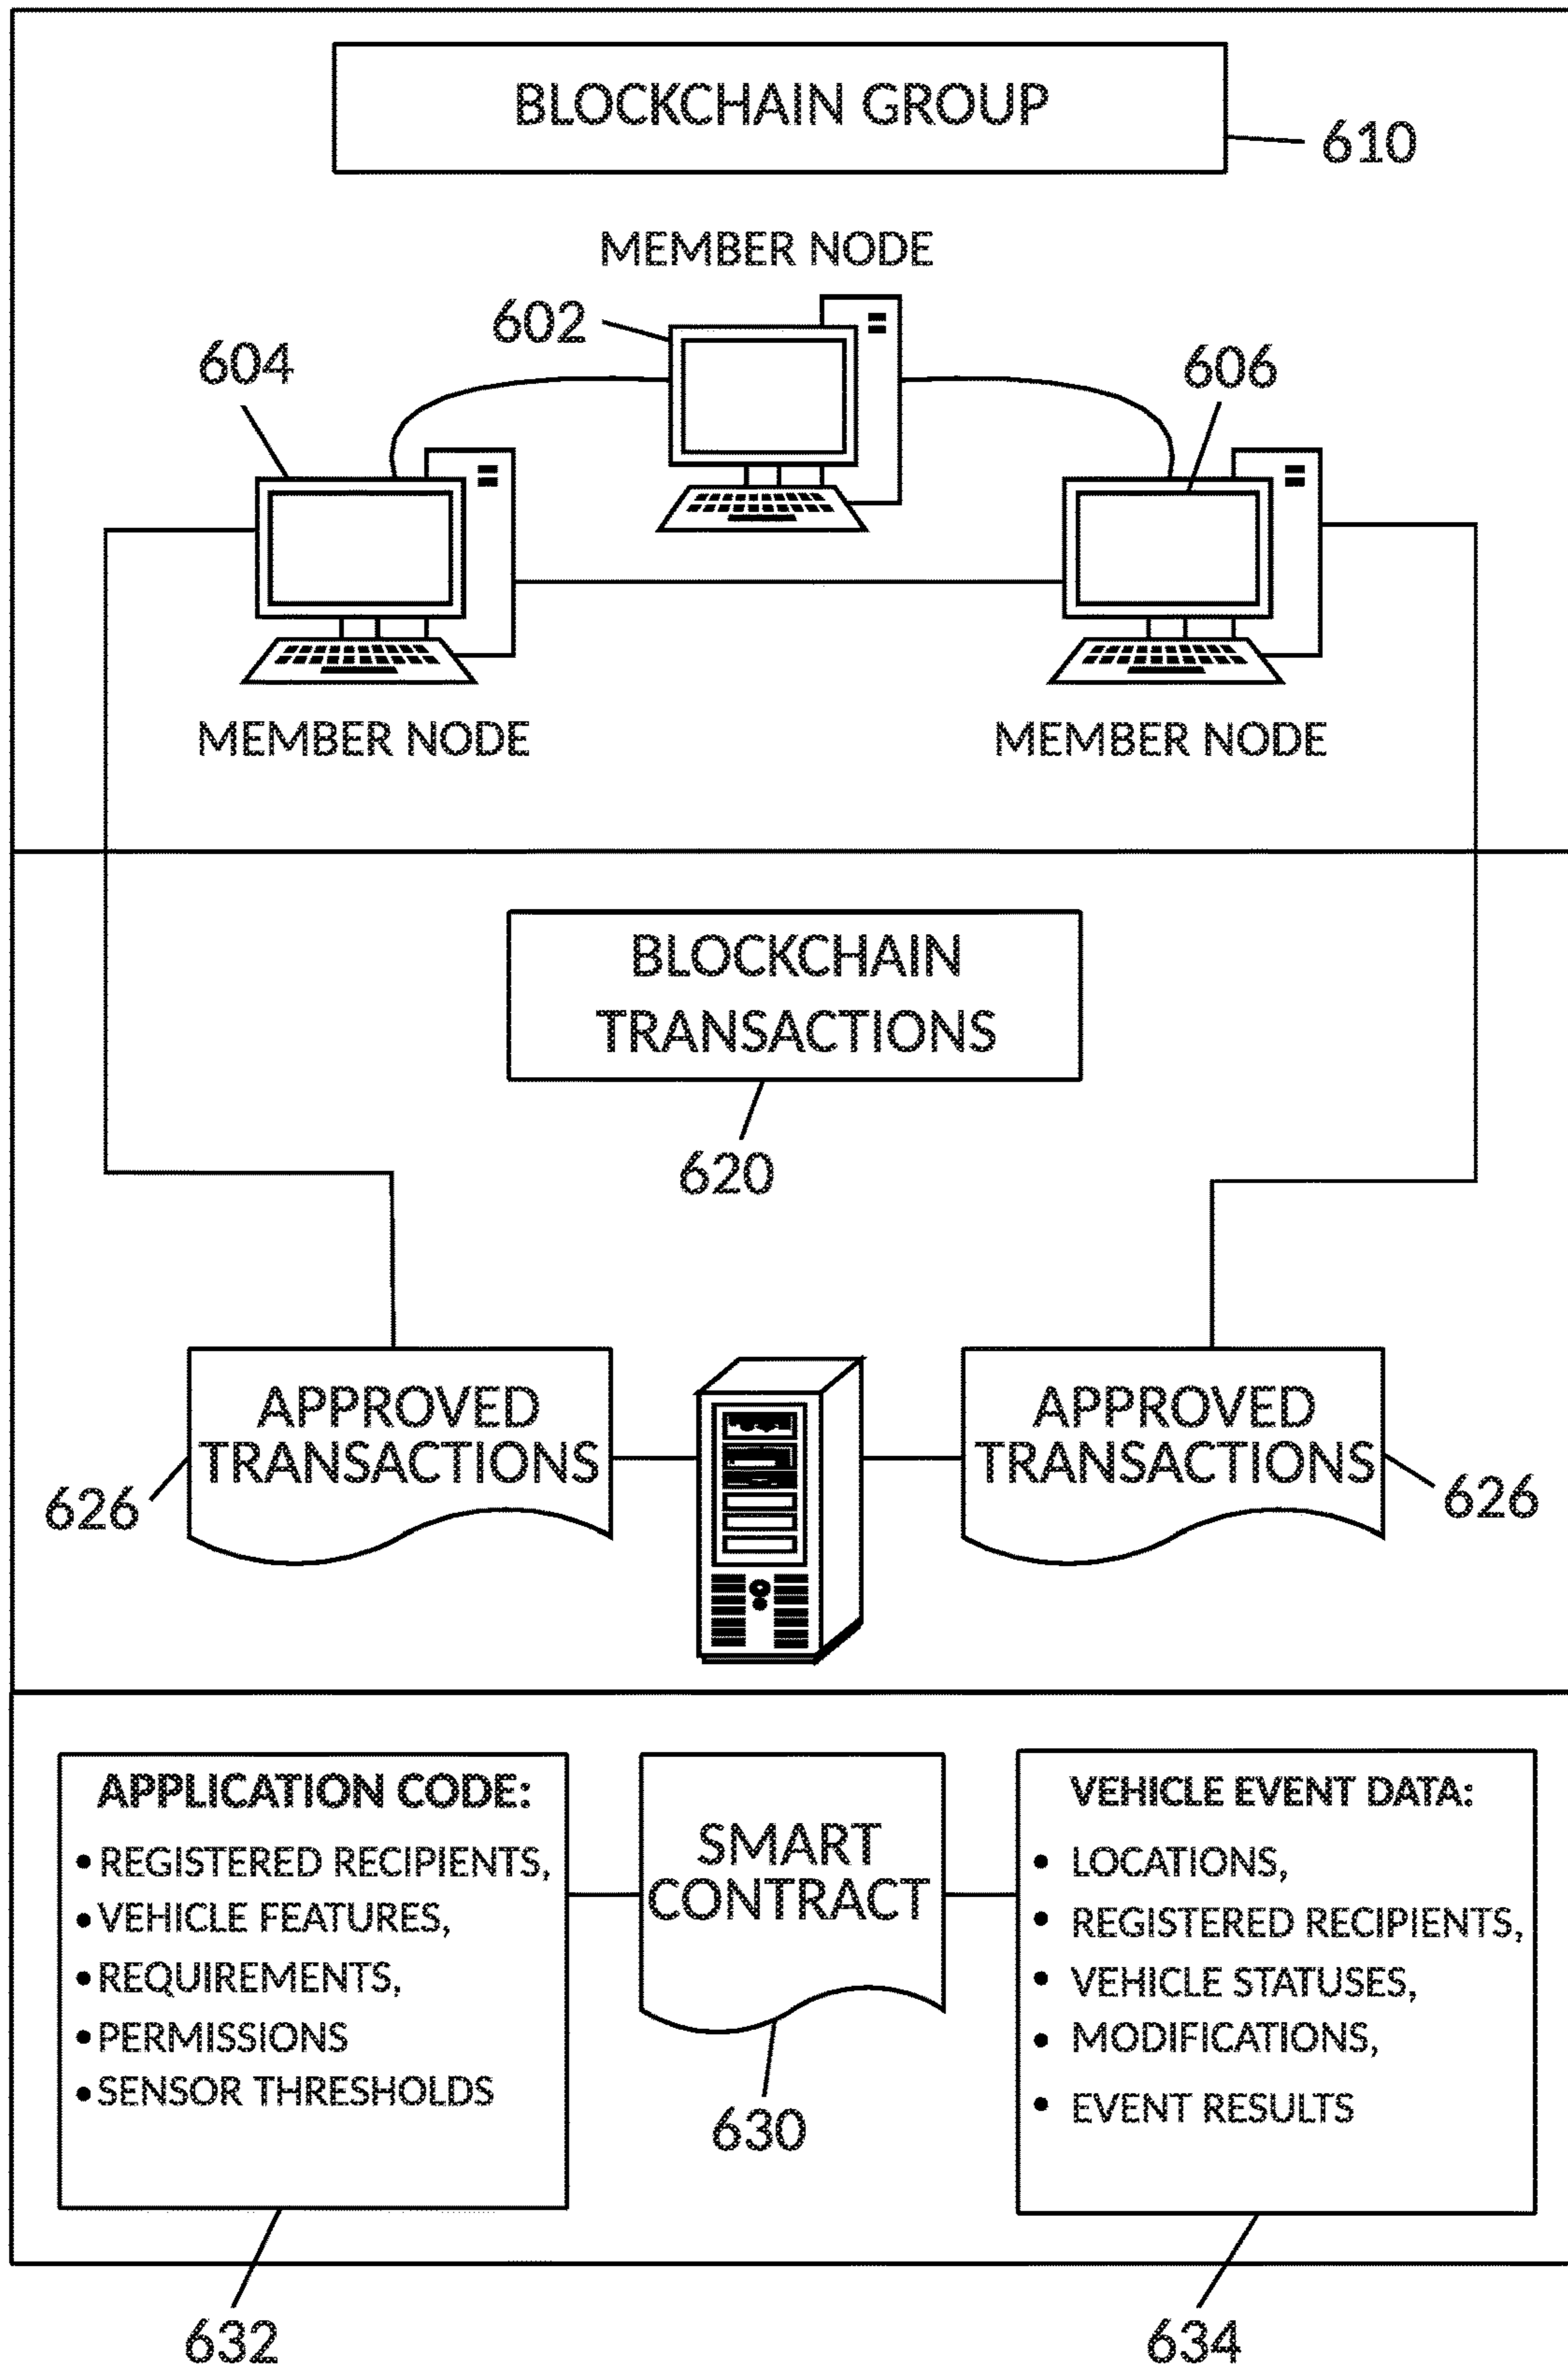 BLOCKCHAIN GROUP
610
MEMBER NODE
602
604
606
MEMBER NODE
MEMBER NODE
BLOCKCHAIN
TRANSACTIONS
620
APPROVED
TRANSACTIONS
626
APPROVED
TRANSACTIONS
626
APPLICATION CODE:
• REGISTERED RECIPIENTS,
• VEHICLE FEATURES,
• REQUIREMENTS,
• PERMISSIONS
• SENSOR THRESHOLDS
SMART
CONTRACT
630
VEHICLE EVENT DATA:
• LOCATIONS,
• REGISTERED RECIPIENTS,
• VEHICLE STATUSES,
• MODIFICATIONS,
• EVENT RESULTS
632
634